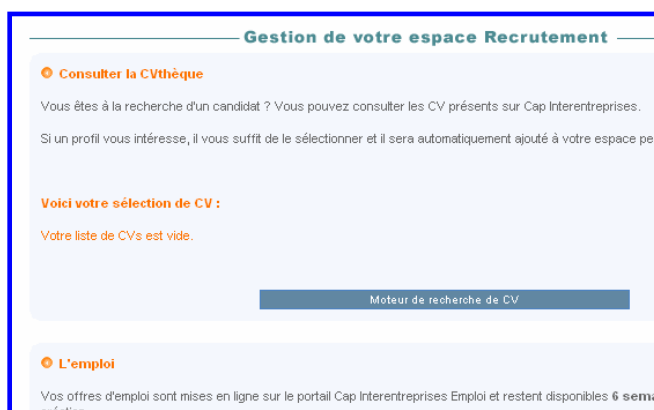 Gestion de votre espace Recrutement
Consulter la CVthèque
Vous êtes à la recherche d'un candidat ? Vous pouvez consulter les CV présents sur Cap Interentreprises.
Si un profil vous intéresse, il vous suffit de le sélectionner et il sera automatiquement ajouté à votre espace pe
Voici votre sélection de CV :
Votre liste de CVs est vide.
Moteur de recherche de CV
L'emploi
Vos offres d'emploi sont mises en ligne sur le portail Cap Interentreprises Emploi et restent disponibles 6 sema